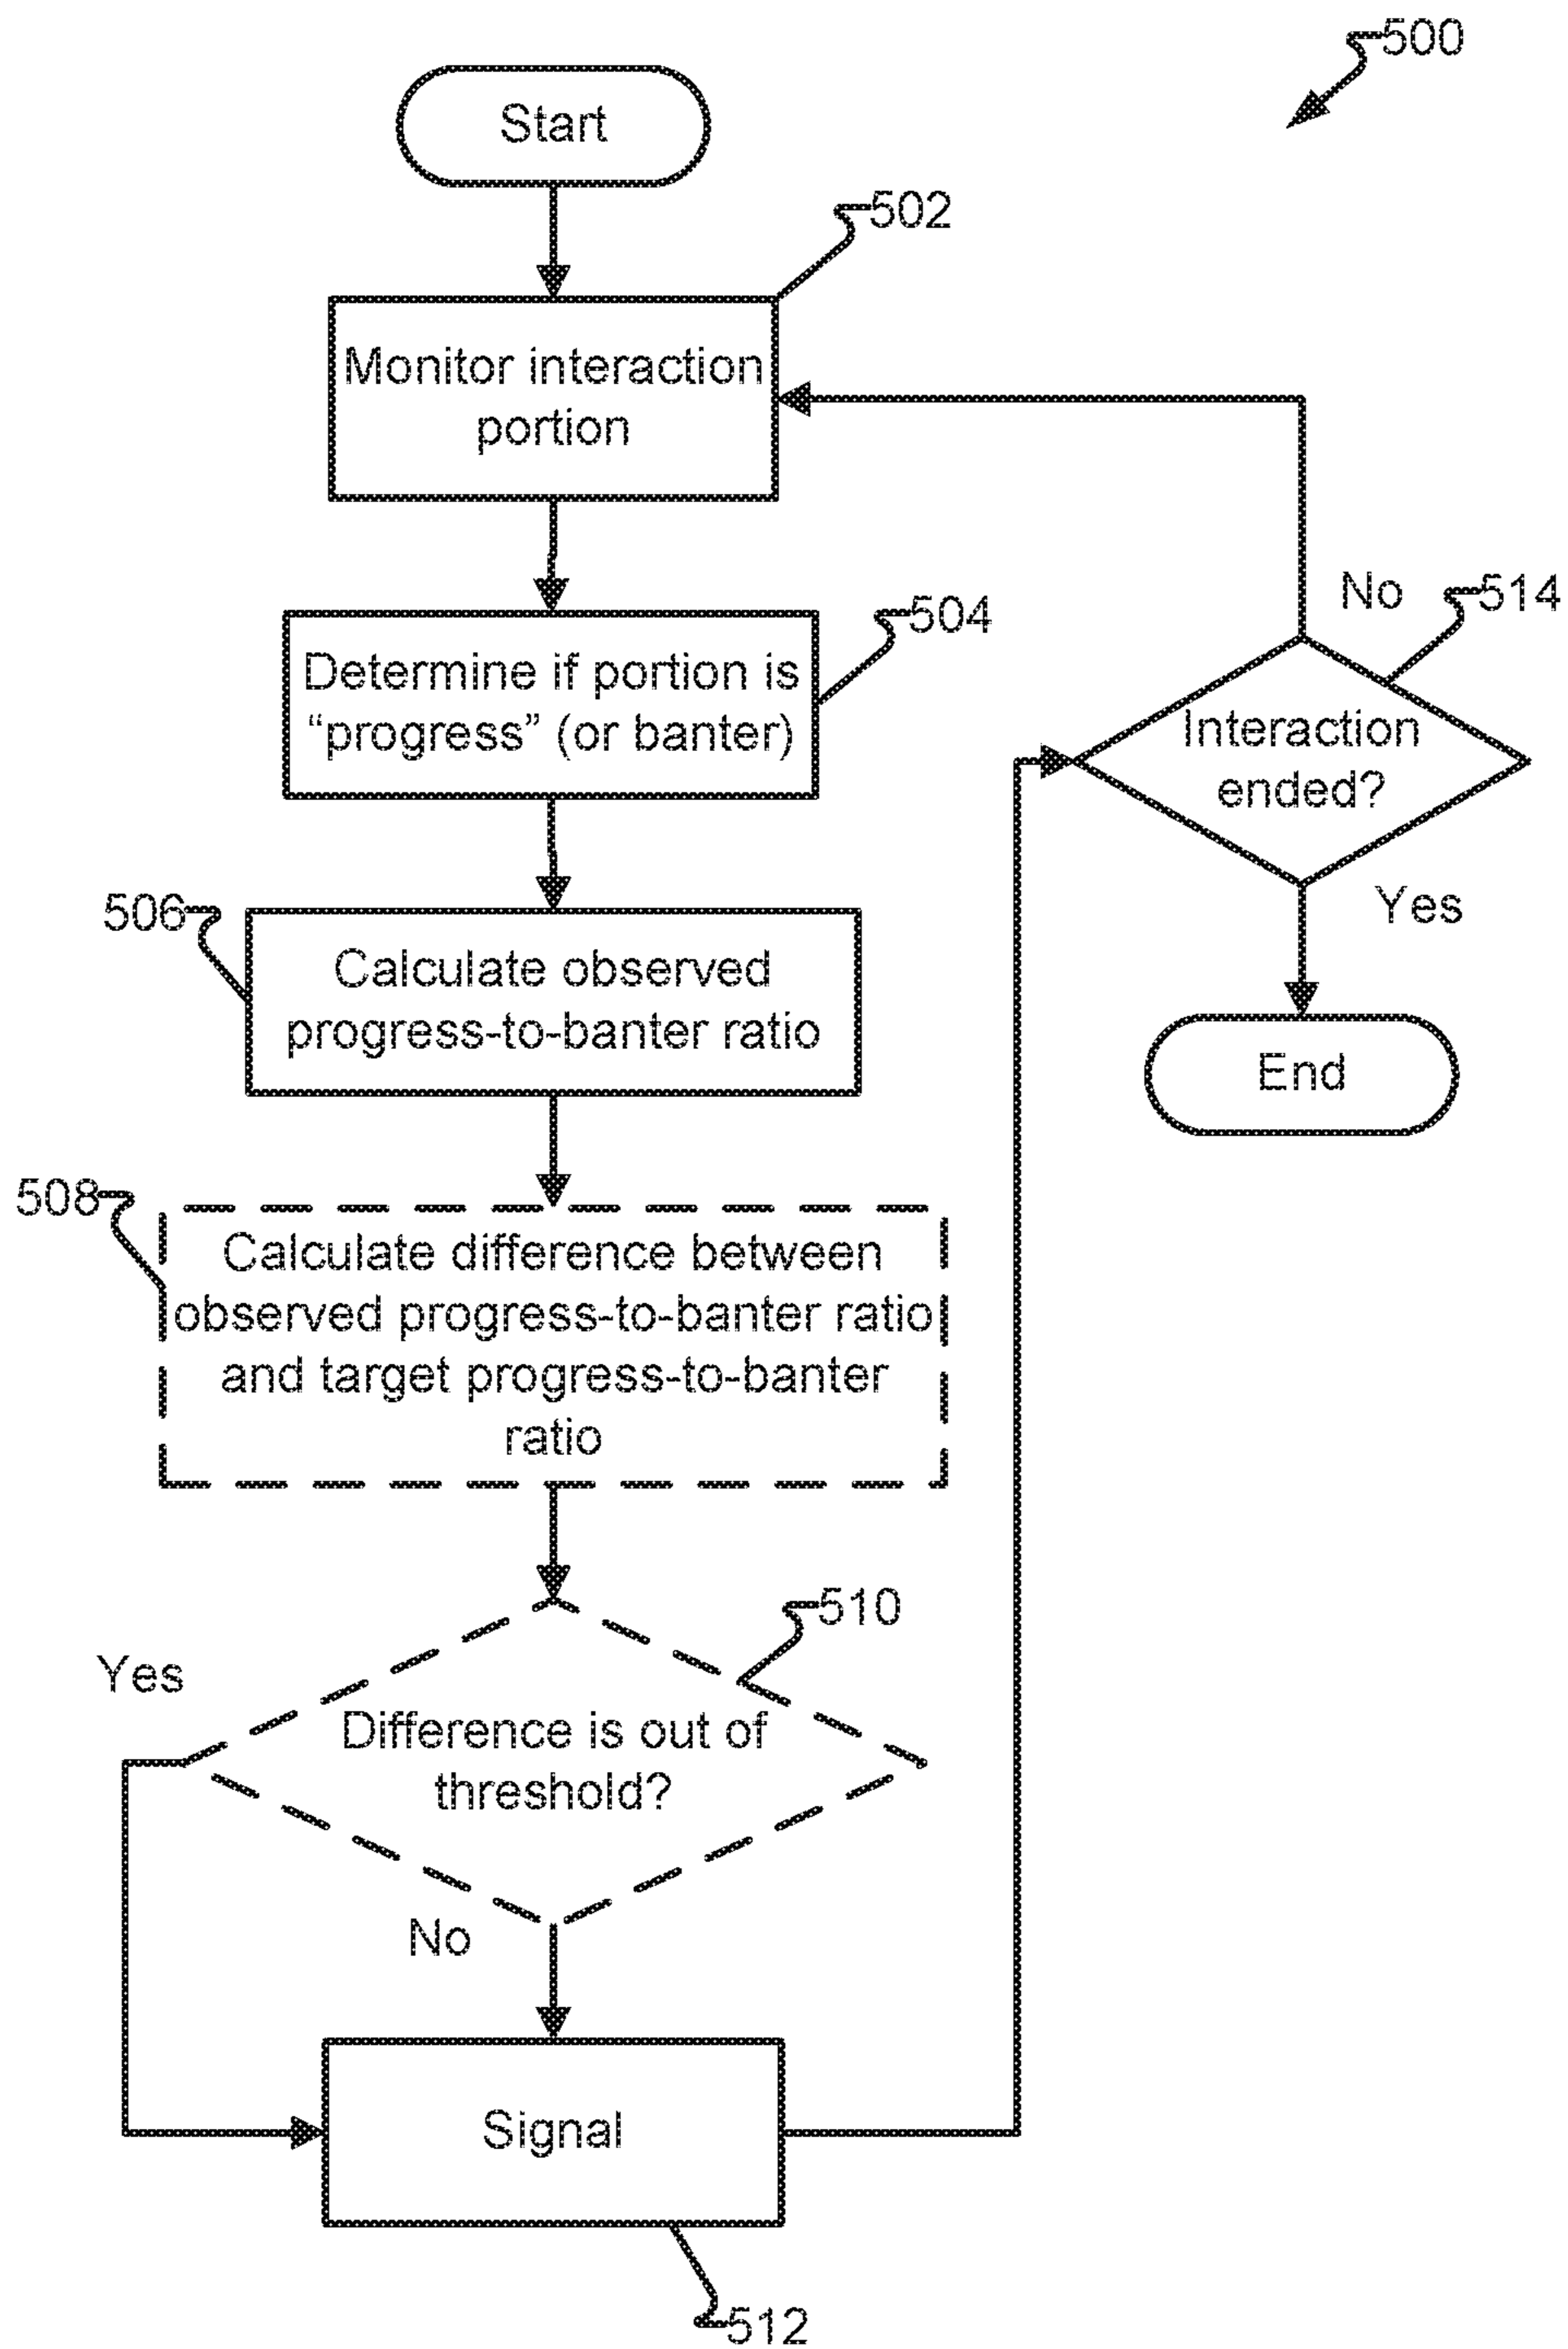 500
Start
502
Monitor interaction
portion
504
Determine if portion is
“progress” (or banter)
506
Calculate observed
progress-to-banter ratio
508
Calculate difference between
observed progress-to-banter ratio
and target progress-to-banter
ratio
510
Yes
Difference is out of
threshold?
No
Signal
512
No
514
Interaction
ended?
Yes
End